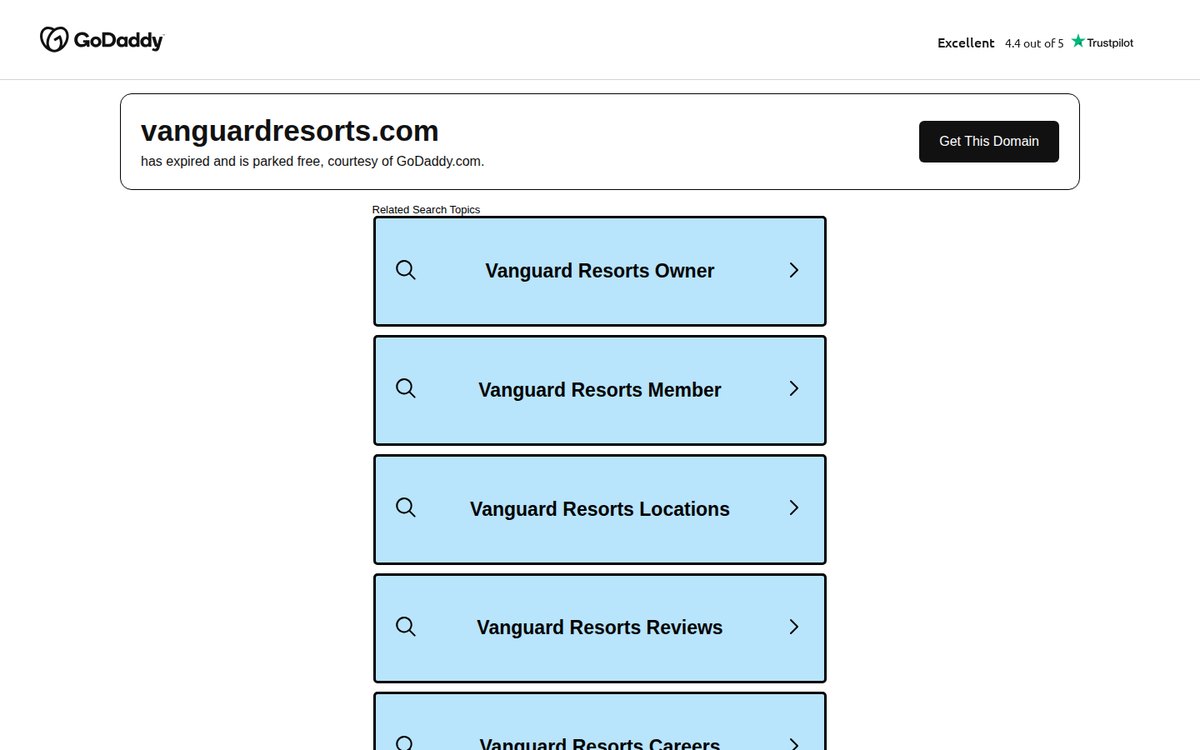 GoDaddy
Excellent 4.4 out of 5 Trustpilot
vanguardresorts.com
has expired and is parked free, courtesy of GoDaddy.com.
Get This Domain
Related Search Topics
Vanguard Resorts Owner
Vanguard Resorts Member
Vanguard Resorts Locations
Vanguard Resorts Reviews
Vanguard Resorts Careers